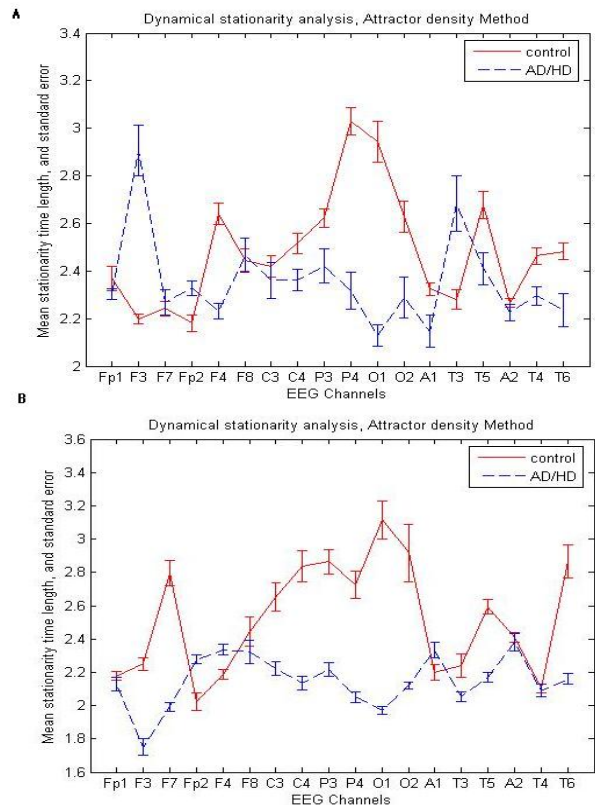 A
Dynamical stationarity analysis, Attractor density Method
Mean stationarity time length, and standard error
3.4
3.2
3
2.8
2.6
2.4
2.2
2
control
AD/HD
Fp1 F3 F7 Fp2 F4 F8 C3 C4 P3 P4 O1 O2 A1 T3 T5 A2 T4 T6
EEG Channels
B
Dynamical stationarity analysis, Attractor density Method
Mean stationarity time length, and standard error
3.6
3.4
3.2
3
2.8
2.6
2.4
2.2
2
1.8
1.6
control
AD/HD
Fp1 F3 F7 Fp2 F4 F8 C3 C4 P3 P4 O1 O2 A1 T3 T5 A2 T4 T6
EEG Channels